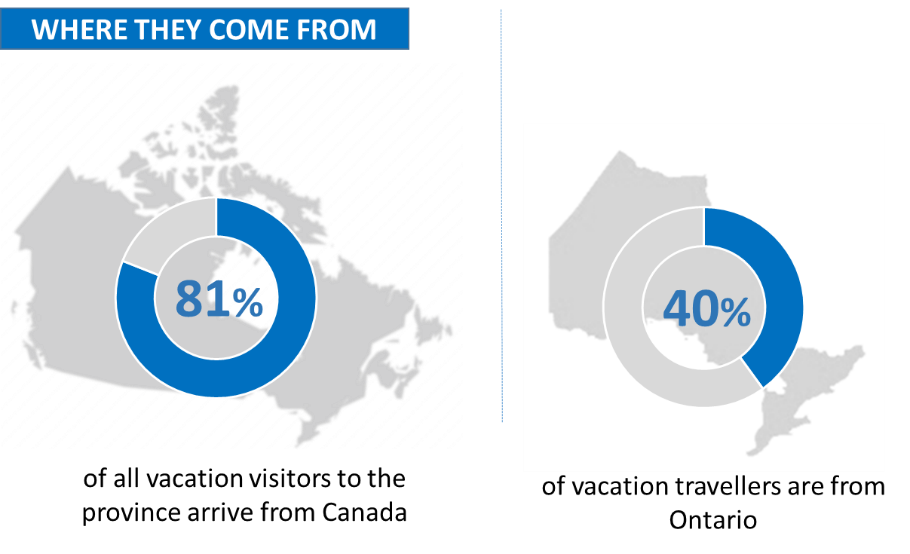 WHERE THEY COME FROM
81%
of all vacation visitors to the
province arrive from Canada
40%
of vacation travellers are from
Ontario